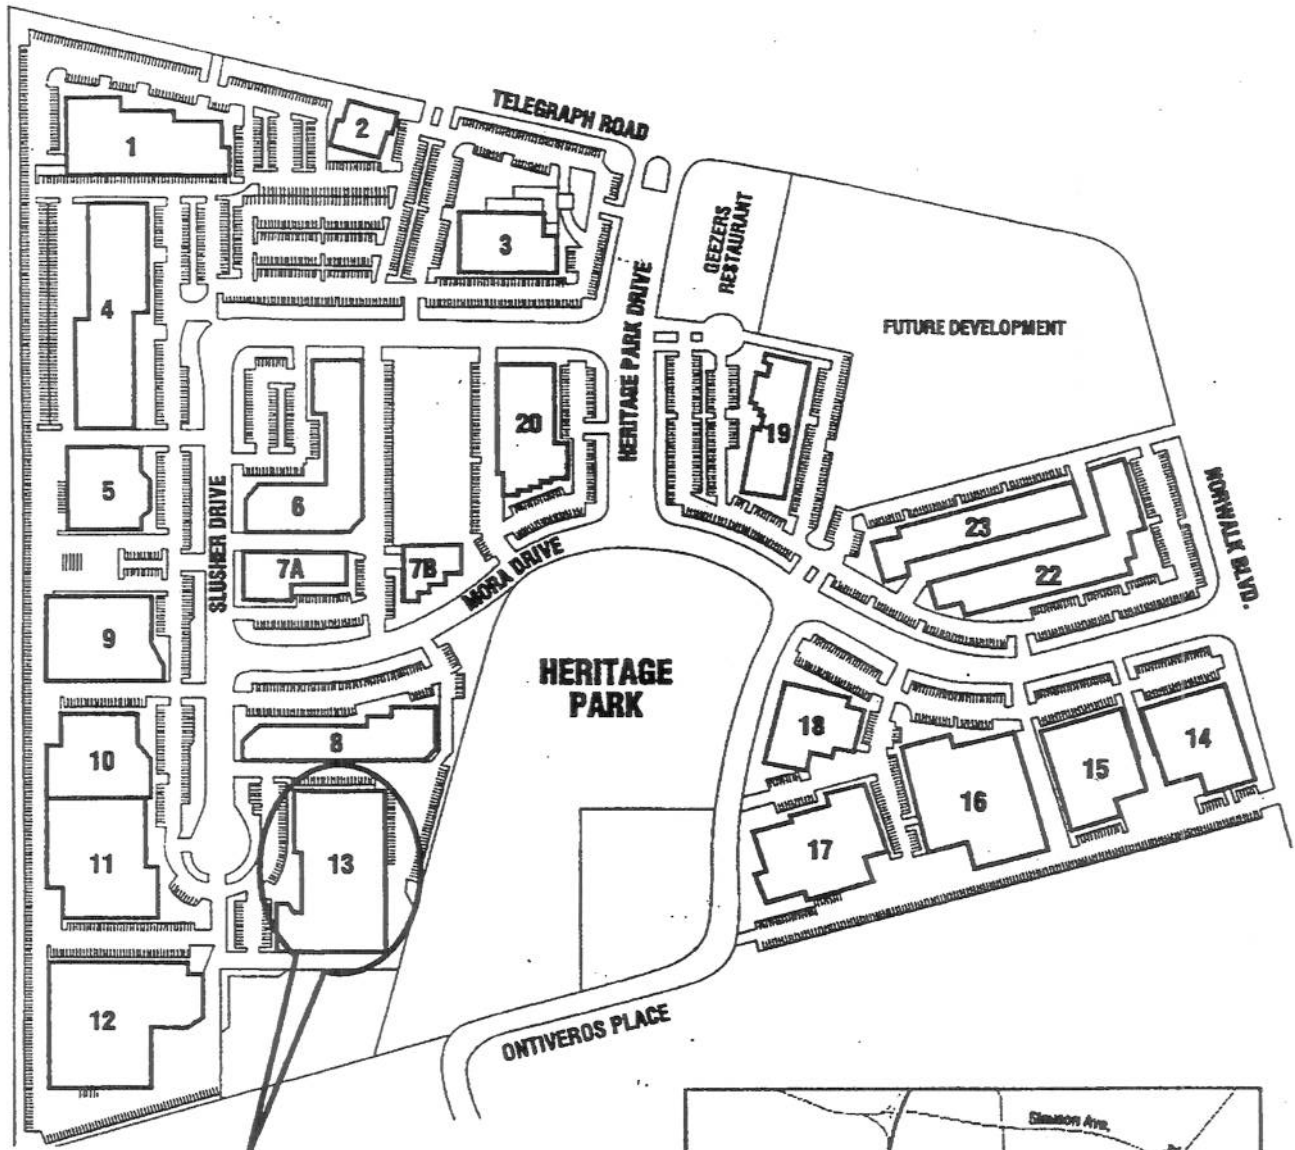 TELEGRAPH ROAD
1
2
3
GEEZERS
RESTAURANT
HERITAGE PARK DRIVE
FUTURE DEVELOPMENT
4
20
19
5
SLUSHER DRIVE
6
23
NORWALK BLVD.
7A
7B
MORA DRIVE
22
9
HERITAGE
PARK
8
18
10
14
15
16
13
17
11
12
ONTIVEROS PLACE
Slauson Ave.